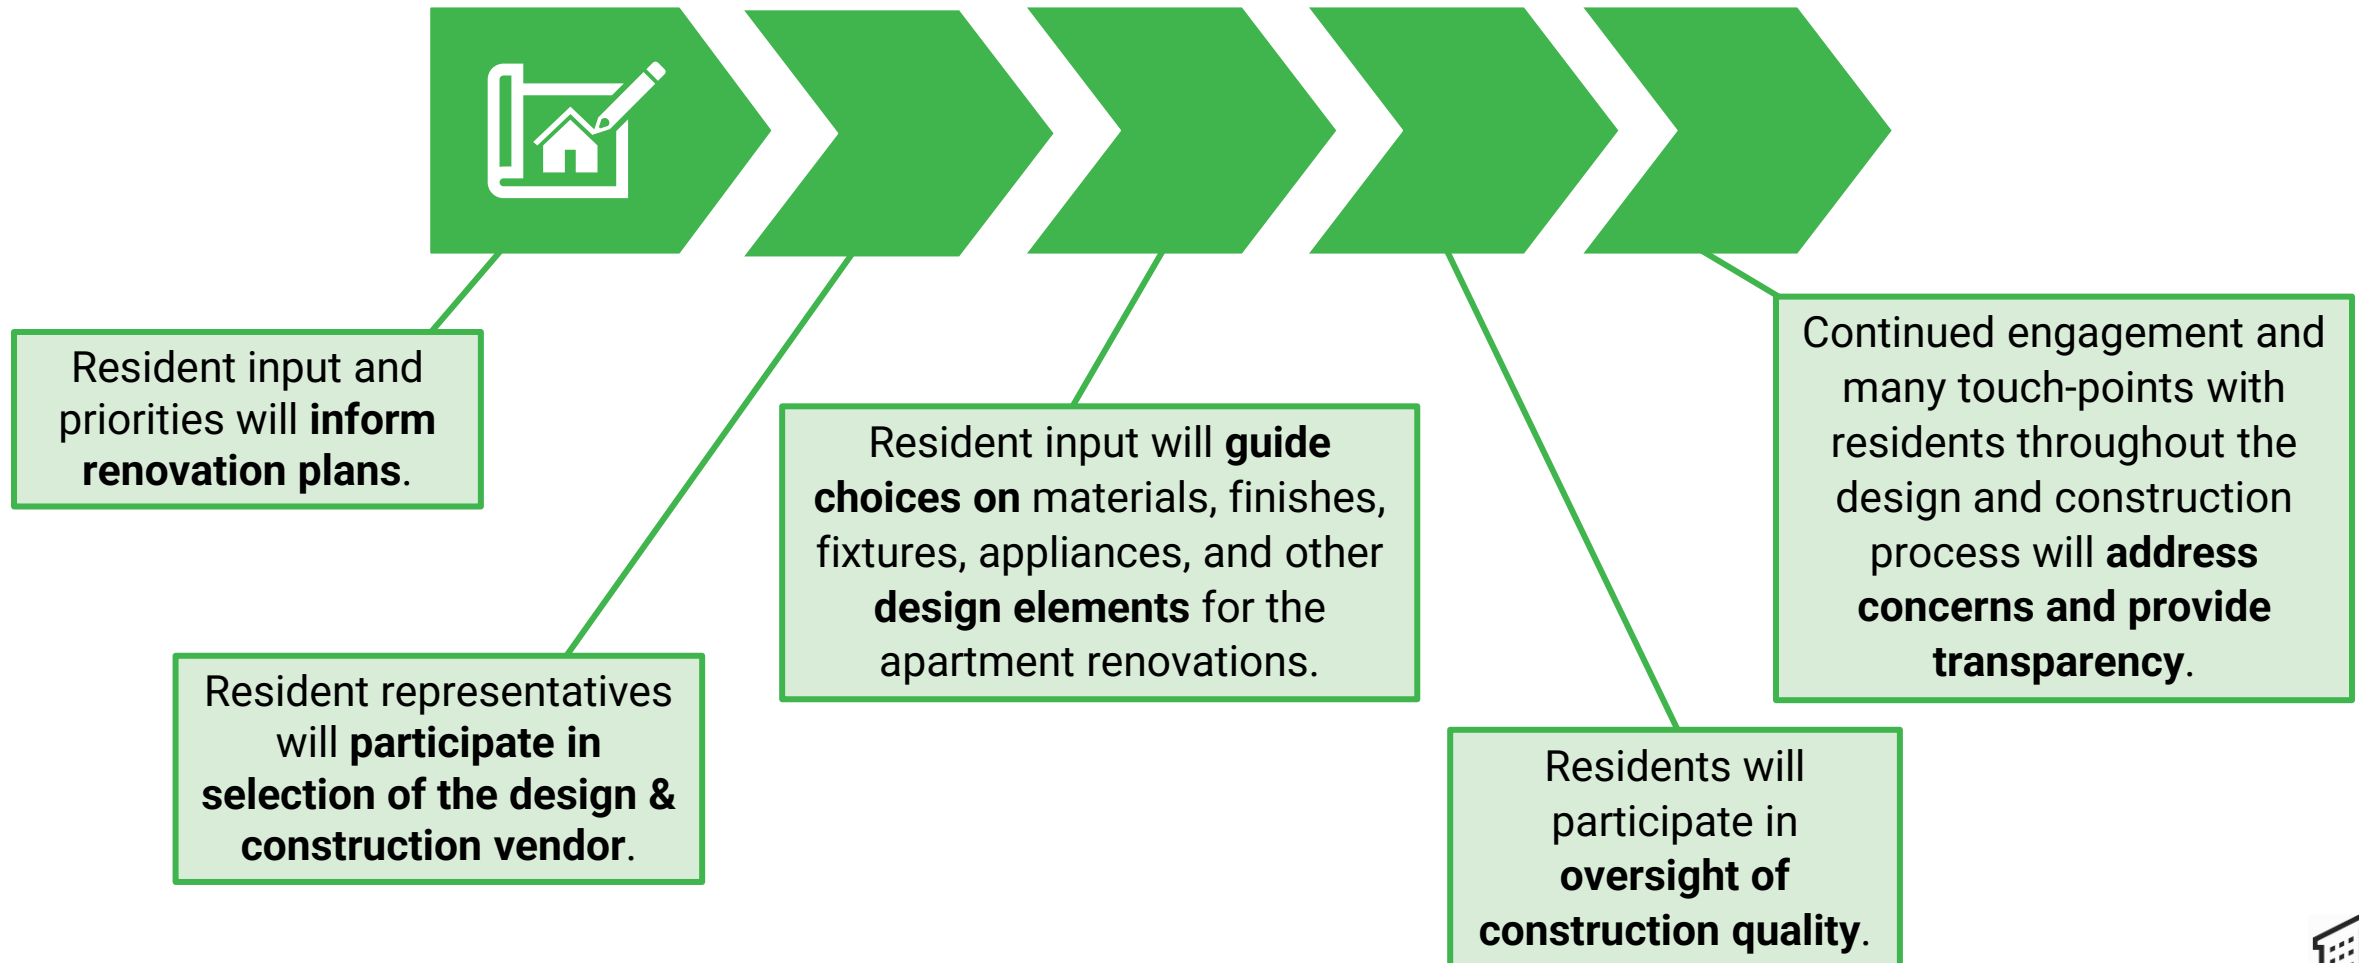 Resident input and
priorities will inform
renovation plans.
Resident representatives
will participate in
selection of the design &
construction vendor.
Resident input will guide
choices on materials, finishes,
fixtures, appliances, and other
design elements for the
apartment renovations.
Residents will
participate in
oversight of
construction quality.
Continued engagement and
many touch-points with
residents throughout the
design and construction
process will address
concerns and provide
transparency.